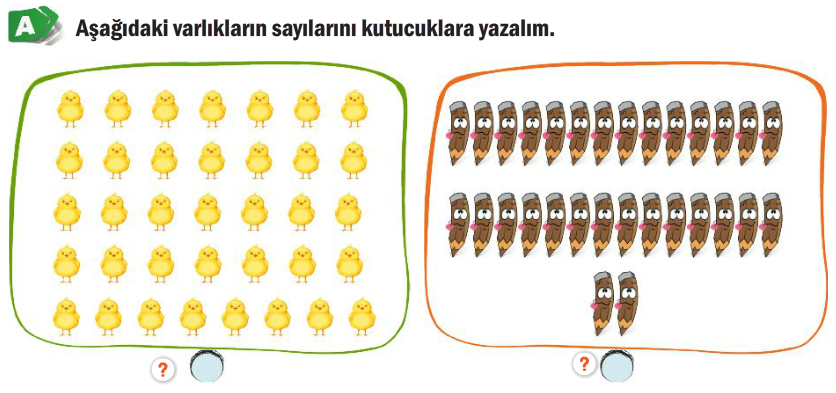 A
Aşağıdaki varlıkların sayılarını kutucuklara yazalım.
? ?